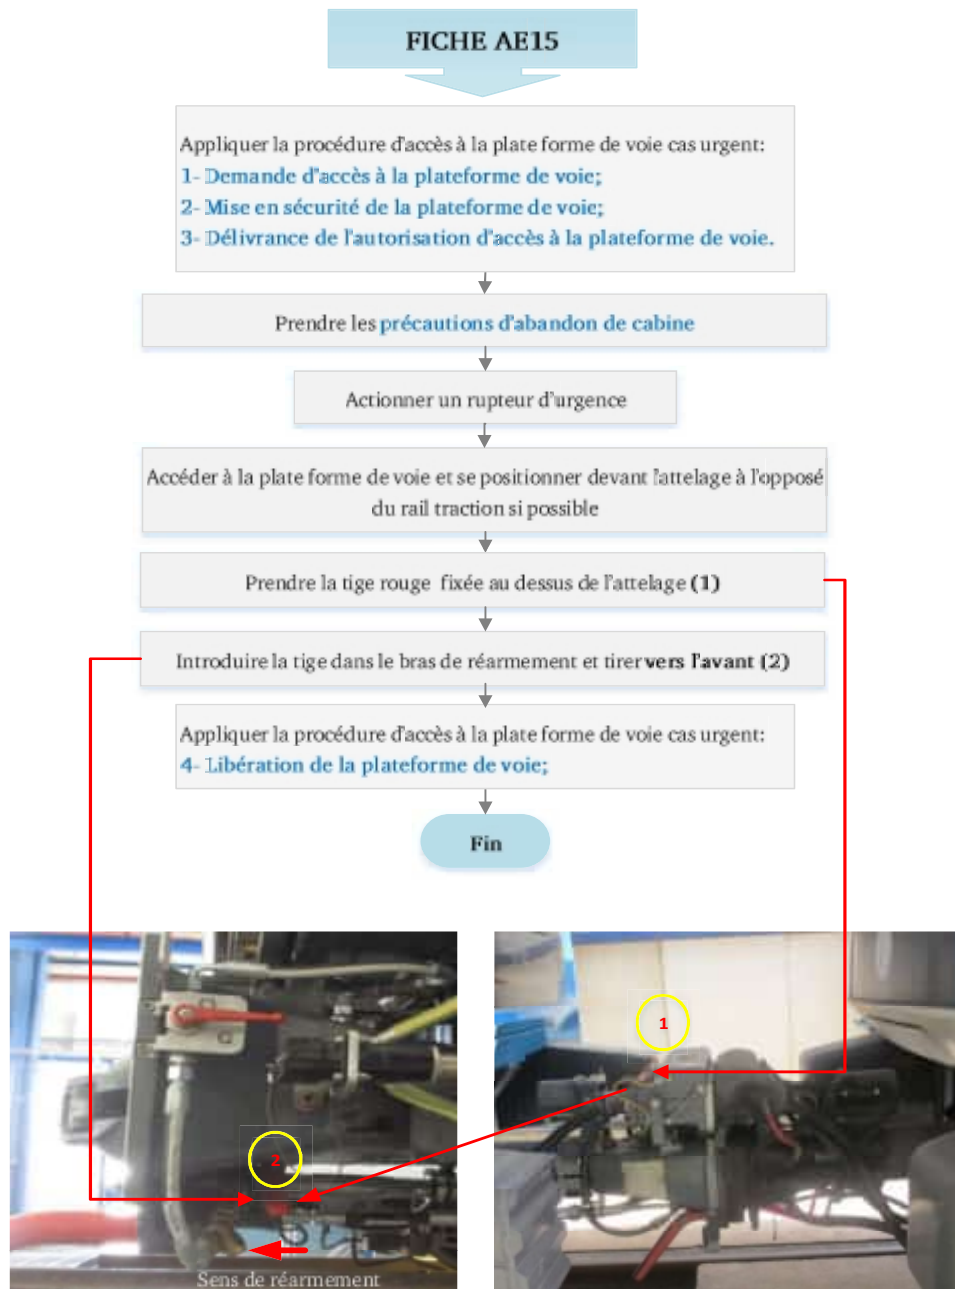 FICHE AE15
Appliquer la procédure d'accès à la plate forme de voie cas urgent:
1- Demande d'accès à la plateforme de voie;
2- Mise en sécurité de la plateforme de voie;
3- Délivrance de l'autorisation d'accès à la plateforme de voie.
Prendre les précautions d'abandon de cabine
Actionner un rupteur d'urgence
Accéder à la plate forme de voie et se positionner devant l'attelage à l'opposé
du rail traction si possible
Prendre la tige rouge fixée au dessus de l'attelage (1)
Introduire la tige dans le bras de réarmement et tirer vers l'avant (2)
Appliquer la procédure d'accès à la plate forme de voie cas urgent:
4- Libération de la plateforme de voie;
Fin
1
2
Sens de réarmement